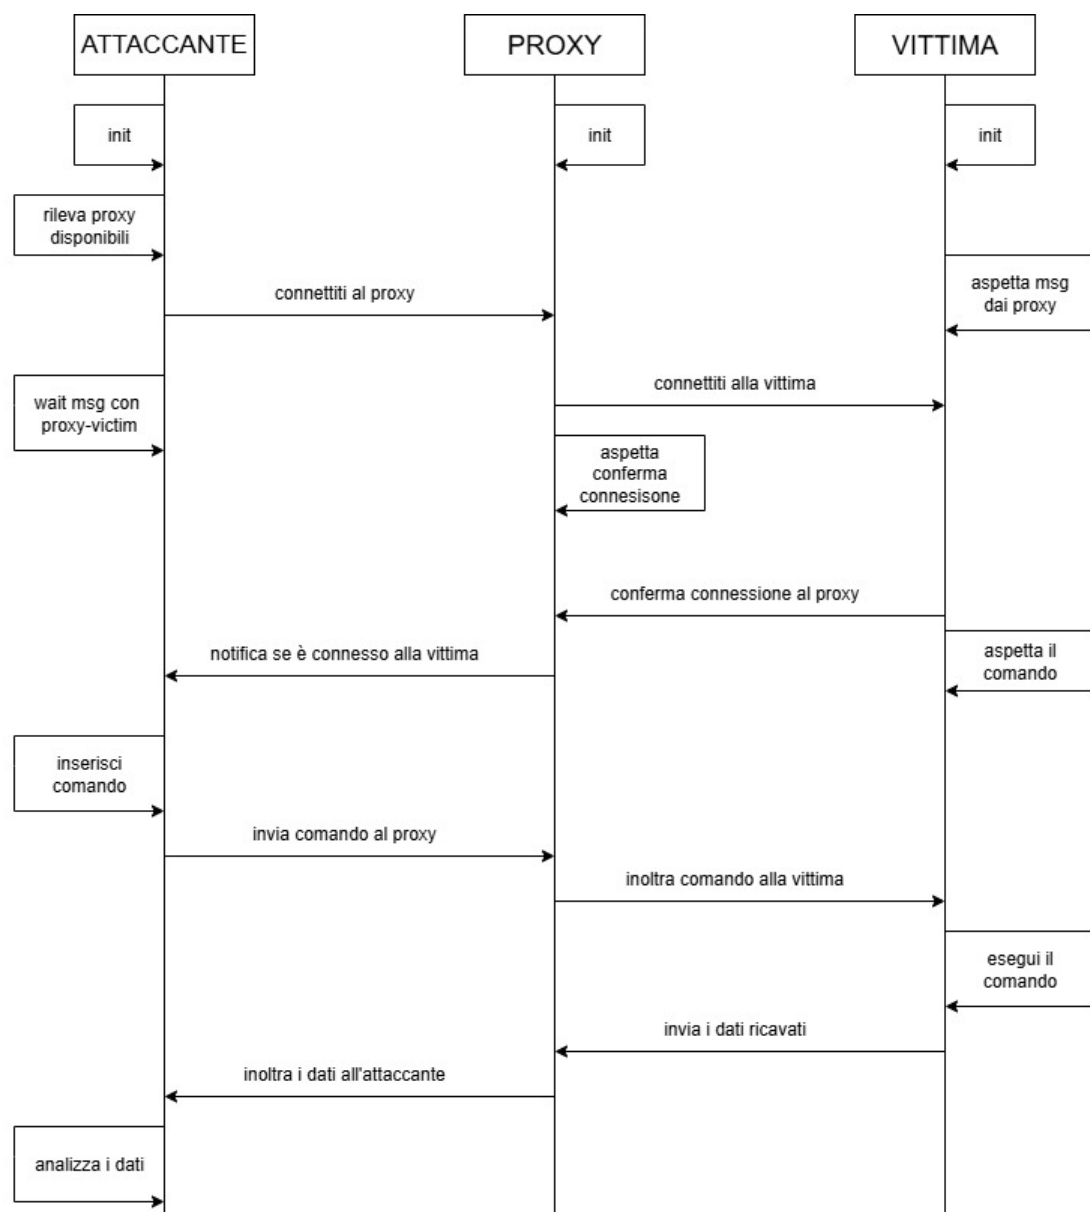 ATTACCANTE
PROXY
VITTIMA
init
init
init
rileva proxy
disponibili
connettiti al proxy
aspetta msg
dai proxy
wait msg con
proxy-victim
connettiti alla vittima
aspetta
conferma
connesisone
conferma connessione al proxy
notifica se è connesso alla vittima
aspetta il
comando
inserisci
comando
invia comando al proxy
inoltra comando alla vittima
esegui il
comando
invia i dati ricavati
inoltra i dati all'attaccante
analizza i dati